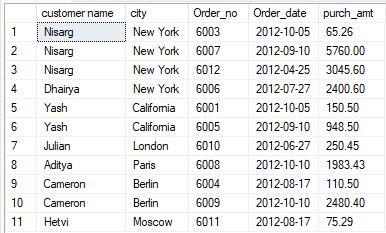 customer name city Order_no Order_date purch_amt
1 Nisarg New York 6003 2012-10-05 65.26
2 Nisarg New York 6007 2012-09-10 5760.00
3 Nisarg New York 6012 2012-04-25 3045.60
4 Dhairya New York 6006 2012-07-27 2400.60
5 Yash California 6001 2012-10-05 150.50
6 Yash California 6005 2012-09-10 948.50
7 Julian London 6010 2012-06-27 250.45
8 Aditya Paris 6008 2012-10-10 1983.43
9 Cameron Berlin 6004 2012-08-17 110.50
10 Cameron Berlin 6009 2012-10-10 2480.40
11 Hetvi Moscow 6011 2012-08-17 75.29